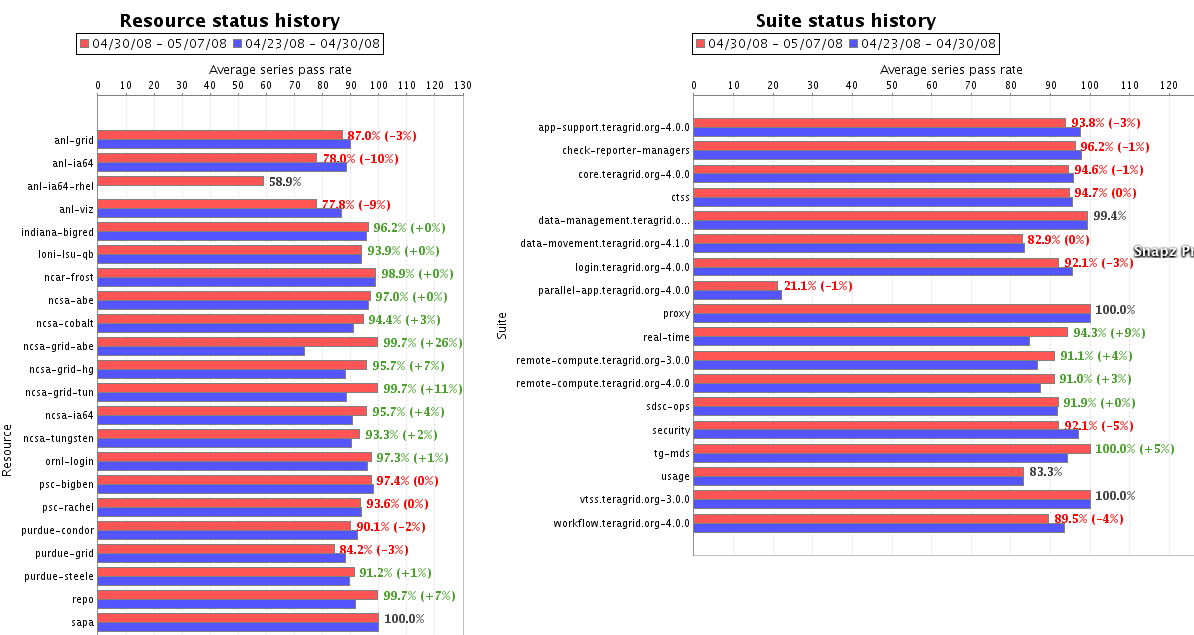 Resource status history
04/30/08 – 05/07/08 04/23/08 – 04/30/08
Average series pass rate
0 10 20 30 40 50 60 70 80 90 100 110 120 130
Resource
anl-grid 87.0% (−3%)
anl-ia64 78.0% (−10%)
anl-ia64-rhel 58.9%
anl-viz 77.8% (−9%)
indiana-bigred 96.2% (+0%)
loni-lsu-qb 93.9% (+0%)
ncar-frost 98.9% (+0%)
ncsa-abe 97.0% (+0%)
ncsa-cobalt 94.4% (+3%)
ncsa-grid-abe 99.7% (+26%)
ncsa-grid-hg 95.7% (+7%)
ncsa-grid-tun 99.7% (+11%)
ncsa-ia64 95.7% (+4%)
ncsa-tungsten 93.3% (+2%)
ornl-login 97.3% (+1%)
psc-bigben 97.4% (0%)
psc-rachel 93.6% (0%)
purdue-condor 90.1% (−2%)
purdue-grid 84.2% (−3%)
purdue-steele 91.2% (+1%)
repo 99.7% (+7%)
sapa 100.0%
Suite status history
04/30/08 – 05/07/08 04/23/08 – 04/30/08
Average series pass rate
0 10 20 30 40 50 60 70 80 90 100 110 120
Suite
app-support.teragrid.org-4.0.0 93.8% (−3%)
check-reporter-managers 96.2% (−1%)
core.teragrid.org-4.0.0 94.6% (−1%)
ctss 94.7% (0%)
data-management.teragrid.o... 99.4%
data-movement.teragrid.org-4.1.0 82.9% (0%)
login.teragrid.org-4.0.0 92.1% (−3%)
parallel-app.teragrid.org-4.0.0 21.1% (−1%)
proxy 100.0%
real-time 94.3% (+9%)
remote-compute.teragrid.org-3.0.0 91.1% (+4%)
remote-compute.teragrid.org-4.0.0 91.0% (+3%)
sdsc-ops 91.9% (+0%)
security 92.1% (−5%)
tg-mds 100.0% (+5%)
usage 83.3%
vtss.teragrid.org-3.0.0 100.0%
workflow.teragrid.org-4.0.0 89.5% (−4%)
Snapz Pr